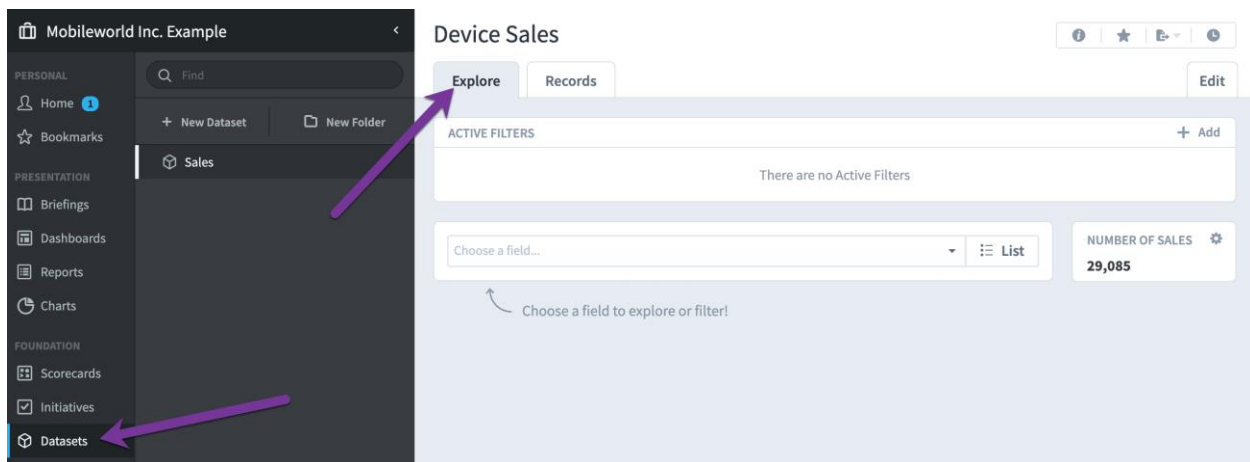 Mobileworld Inc. Example
PERSONAL
Home 1
Bookmarks
PRESENTATION
Briefings
Dashboards
Reports
Charts
FOUNDATION
Scorecards
Initiatives
Datasets
Find
+ New Dataset
New Folder
Sales
Device Sales
Explore
Records
Edit
ACTIVE FILTERS
+ Add
There are no Active Filters
Choose a field...
List
NUMBER OF SALES
29,085
Choose a field to explore or filter!